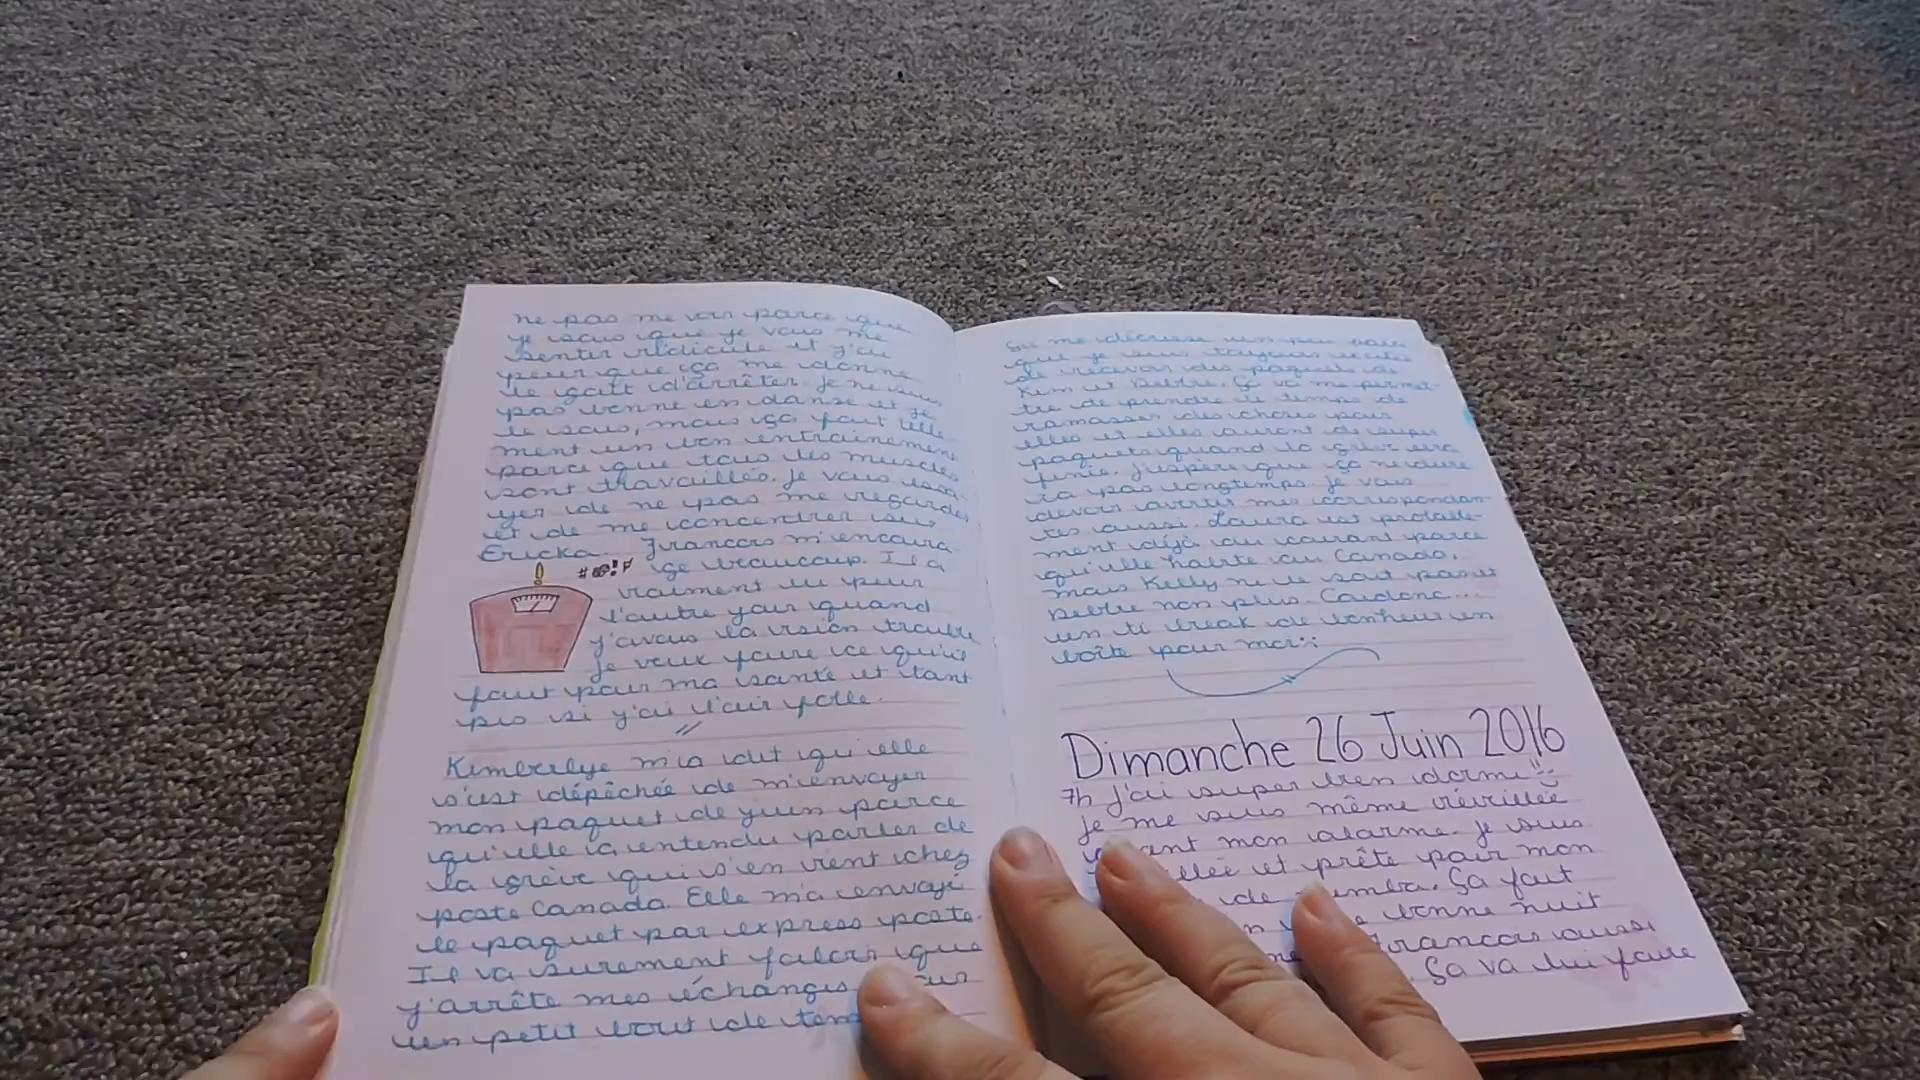 ne pas me voir parce que
je sais que je vais me
sentir ridicule et j'ai
peur que ça me donne
le goût d'arrêter. Je ne suis
pas bonne en danse et je
le sais, mais ça fait telle-
ment un bon entrainement
parce que tous les muscles
sont travaillés. Je vais essa-
yer de ne pas me regarder
et de me concentrer sur
Ericka. Francois m'encoura-
#@!? ge beaucoup. Il a
vraiment eu peur
l'autre jour quand
j'avais la vision trouble
Je veux faire ce qu'il
faut pour ma santé et tant
pis si j'ai l'air folle.
Kimberlye m'a dit qu'elle
s'est dépêchée de m'envoyer
mon paquet de juin parce
qu'elle a entendu parler de
la grève qui s'en vient chez
poste Canada. Elle m'a envoyé
le paquet par express poste.
Il va surement falloir que
j'arrête mes échanges sur
un petit bout de
ça me un peu parce
que je suis toujours
de recevoir des paquets de
Kim et Debbie. Ça va me permet-
tre de prendre le temps de
ramasser des choses pour
elles et elles auront de super
paquets quand la grève sera
finie. J'espère que ça ne dure-
ra pas longtemps. Je vais
devoir avertir mes correspondan-
tes aussi. Laura est probable-
ment déjà au courant parce
qu'elle habite au Canada,
mais Kelly ne le sait pas et
Debbie non plus. Caidonc...
un ti break de bonheur en
boîte pour moi :
Dimanche 26 Juin 2016
7h J'ai super bien dormi!!
Je me suis même réveillée
avant mon alarme. Je suis
et prête pour mon
de zumba. Ça fait
bonne nuit
Francois aussi
Ça va lui faire